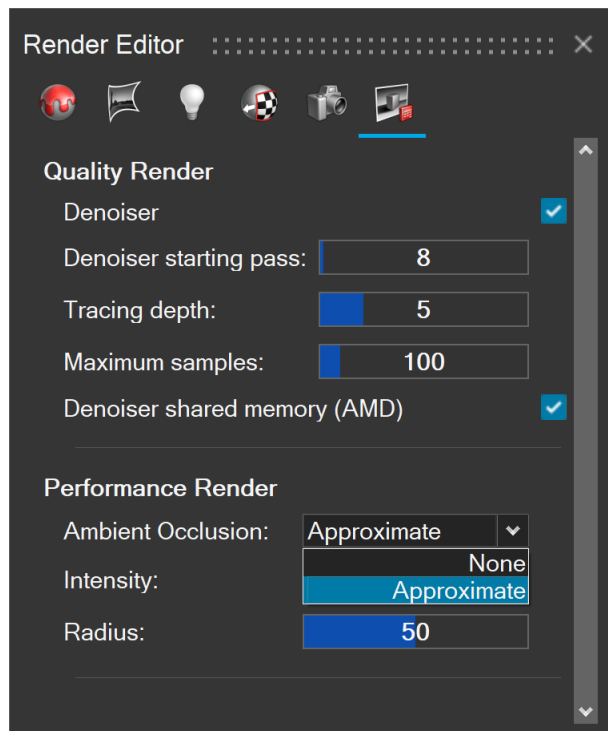 Render Editor
Quality Render
Denoiser
Denoiser starting pass: 8
Tracing depth: 5
Maximum samples: 100
Denoiser shared memory (AMD)
Performance Render
Ambient Occlusion: Approximate
None
Intensity:
Approximate
Radius: 50